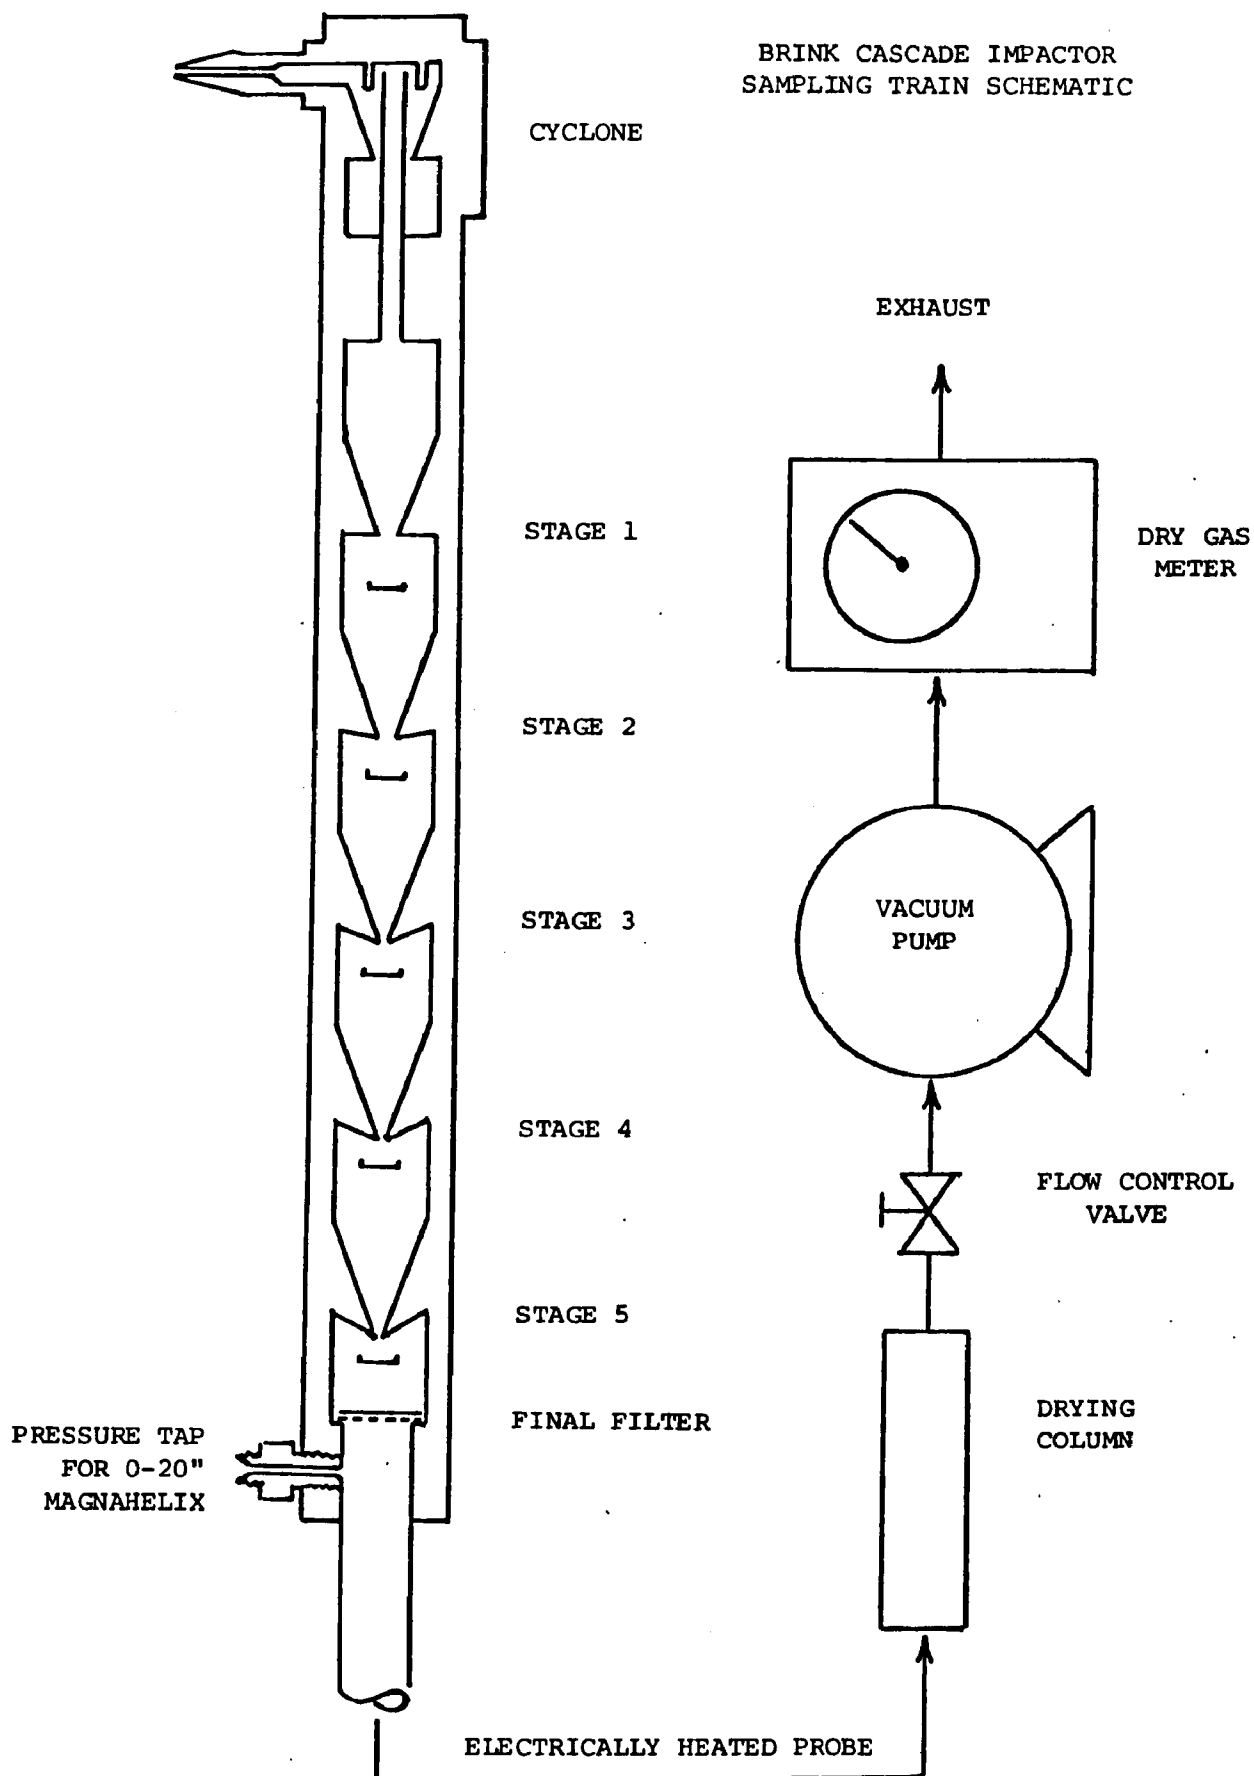 BRINK CASCADE IMPACTOR
SAMPLING TRAIN SCHEMATIC
CYCLONE
EXHAUST
STAGE 1
DRY GAS
METER
STAGE 2
STAGE 3
VACUUM
PUMP
STAGE 4
FLOW CONTROL
VALVE
STAGE 5
FINAL FILTER
DRYING
COLUMN
PRESSURE TAP
FOR 0-20"
MAGNAHELIX
ELECTRICALLY HEATED PROBE